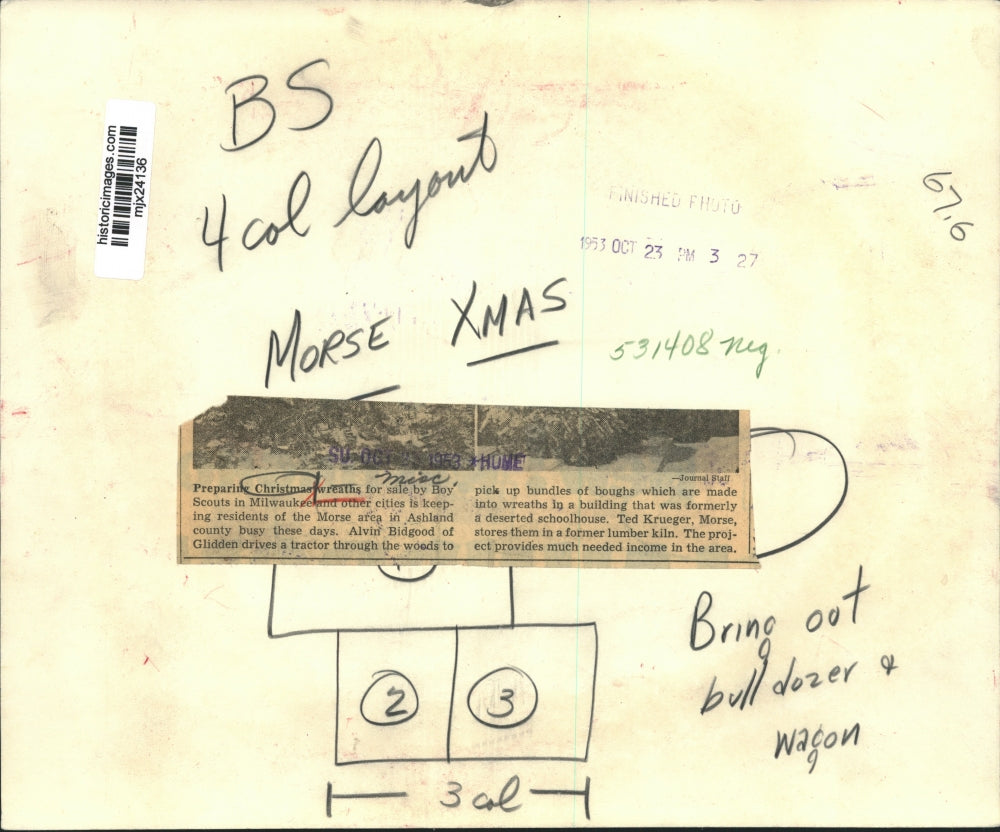 BS
4 col layout
historicimages.com
mjx24136
FINISHED PHOTO
1953 OCT 23 PM 3 27
67.6
MORSE XMAS
531408 neg.
SU OCT 1953 *HOME
misc.
—Journal Staff
Preparing Christmas wreaths for sale by Boy
Scouts in Milwaukee and other cities is keep-
ing residents of the Morse area in Ashland
county busy these days. Alvin Bidgood of
Glidden drives a tractor through the woods to
pick up bundles of boughs which are made
into wreaths in a building that was formerly
a deserted schoolhouse. Ted Krueger, Morse,
stores them in a former lumber kiln. The proj-
ect provides much needed income in the area.
Bring out
bulldozer &
wagon
2 3
3 col